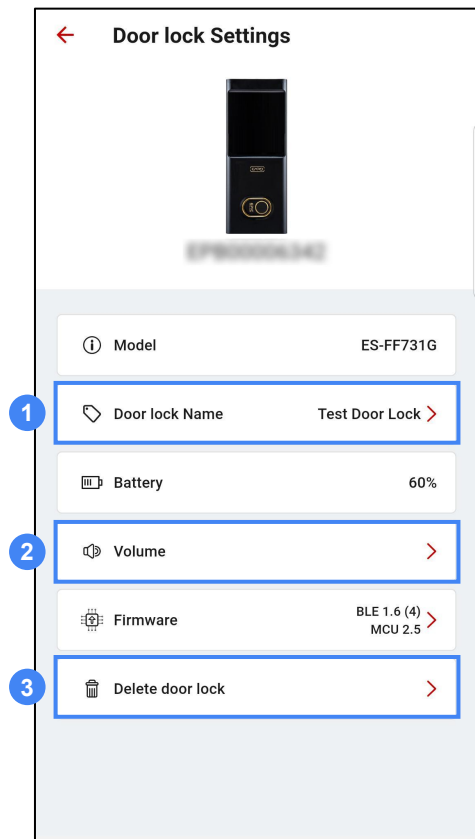 Door lock Settings
Model
ES-FF731G
1
Door lock Name
Test Door Lock
Battery
60%
2
Volume
Firmware
BLE 1.6 (4)
MCU 2.5
3
Delete door lock